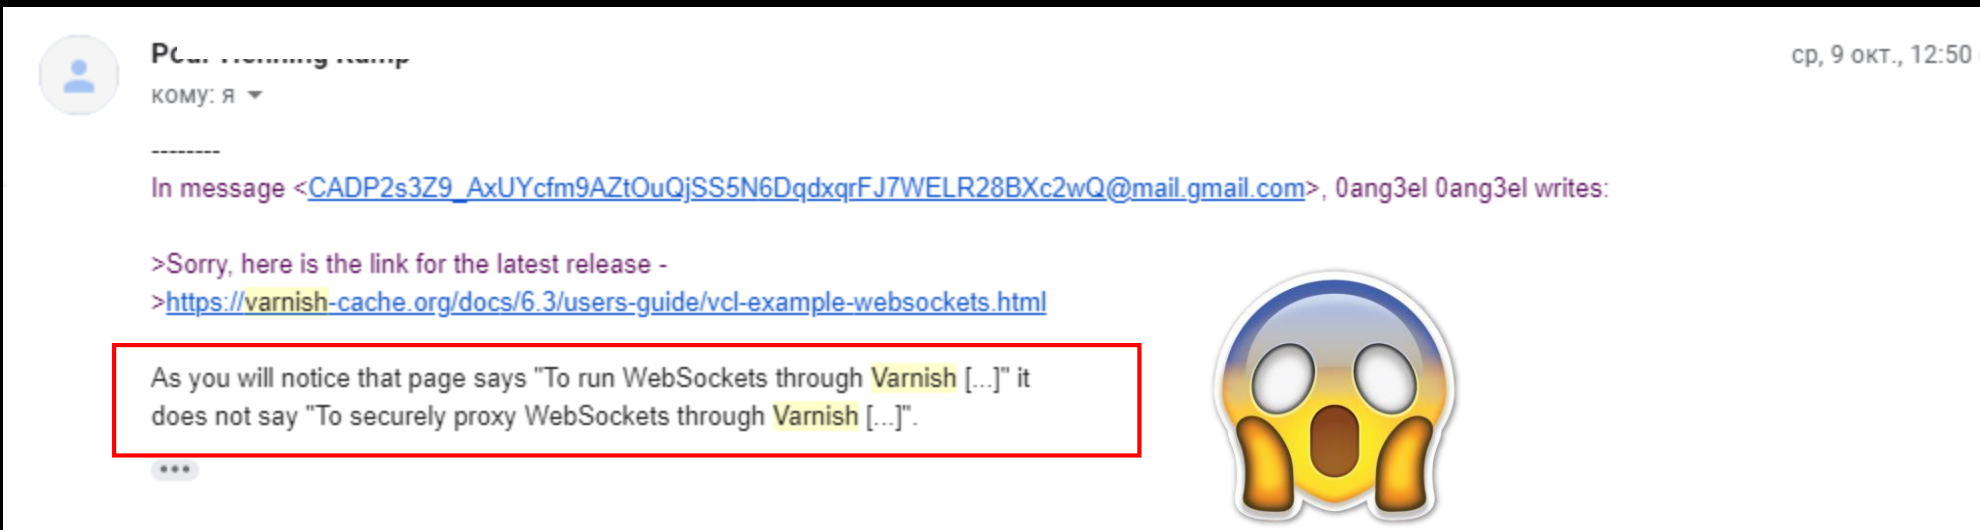 ср, 9 окт., 12:50
кому: я
--------
In message <CADP2s3Z9_AxUYcfm9AZtOuQjSS5N6DqdxqrFJ7WELR28BXc2wQ@mail.gmail.com>, 0ang3el 0ang3el writes:
>Sorry, here is the link for the latest release -
>https://varnish-cache.org/docs/6.3/users-guide/vcl-example-websockets.html
As you will notice that page says "To run WebSockets through Varnish [...]" it
does not say "To securely proxy WebSockets through Varnish [...]".